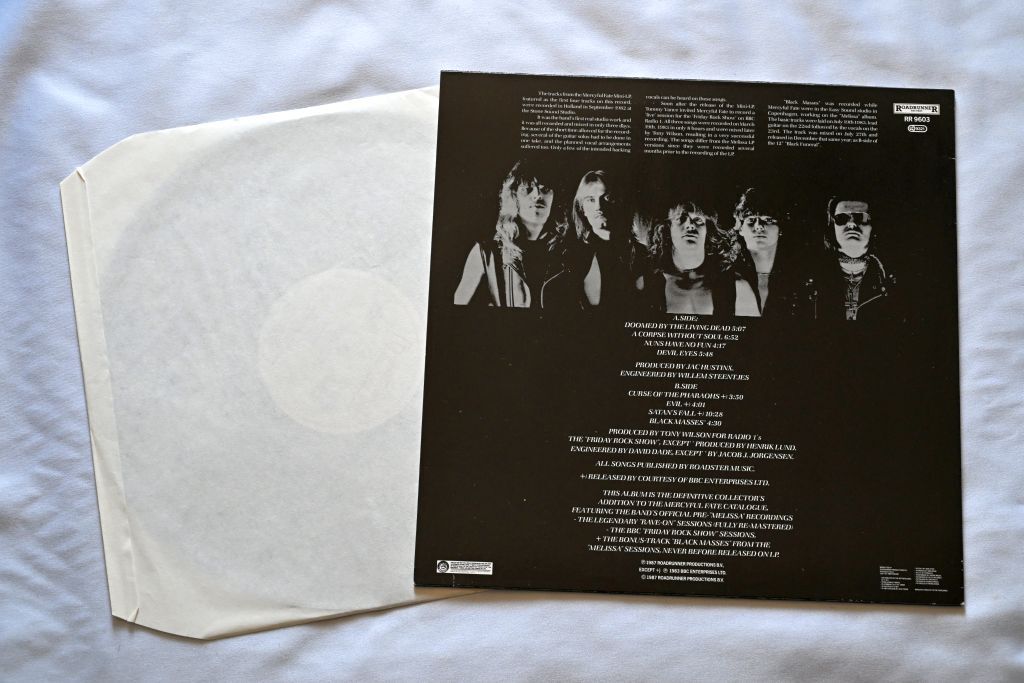 The tracks from the Mercyful Fate Mini-LP,
featured as the first four tracks on this record,
were recorded in Holland in September 1982 at
the Stone Sound Studio.
It was the band's first real studio work and
it was all recorded and mixed in only three days.
Because of the short time allowed for the record-
ing, several of the guitar solos had to be done in
one take, and the planned vocal arrangements
suffered too. Only a few of the intended backing
vocals can be heard on these songs.
Soon after the release of the Mini-LP,
Tommy Vance invited Mercyful Fate to record a
'live' session for the "Friday Rock Show" on BBC
Radio 1. All three songs were recorded on March
19th, 1983 in only 8 hours and were mixed later
by Tony Wilson, resulting in a very successful
recording. The songs differ from the Melissa LP
versions since they were recorded several
months prior to the recording of the LP.
"Black Masses" was recorded while
Mercyful Fate were in the Easy Sound studio in
Copenhagen, working on the "Melissa" album.
The basic tracks were laid on July 19th 1983, lead
guitar on the 22nd followed by the vocals on the
23rd. The track was mixed on July 27th and
released in December that same year, as B-side of
the 12" "Black Funeral".
ROADRUNNER
RR 9603
A.SIDE:
DOOMED BY THE LIVING DEAD 5:07
A CORPSE WITHOUT SOUL 6:52
NUNS HAVE NO FUN 4:17
DEVIL EYES 5:48
PRODUCED BY JAC HUSTINX,
ENGINEERED BY WILLEM STEENTJES
B.SIDE
CURSE OF THE PHARAOHS +) 3:50
EVIL +) 4:01
SATAN'S FALL +) 10:28
BLACK MASSES* 4:30
PRODUCED BY TONY WILSON FOR RADIO 1's
THE "FRIDAY ROCK SHOW", EXCEPT * PRODUCED BY HENRIK LUND.
ENGINEERED BY DAVID DADE, EXCEPT * BY JACOB J. JORGENSEN.
ALL SONGS PUBLISHED BY ROADSTER MUSIC.
+) RELEASED BY COURTESY OF BBC ENTERPRISES LTD.
THIS ALBUM IS THE DEFINITIVE COLLECTOR'S
ADDITION TO THE MERCYFUL FATE CATALOGUE,
FEATURING THE BAND'S OFFICIAL PRE-"MELISSA" RECORDINGS
- THE LEGENDARY "RAVE-ON" SESSIONS (FULLY RE-MASTERED)
- THE BBC "FRIDAY ROCK SHOW" SESSIONS,
+ THE BONUS-TRACK "BLACK MASSES" FROM THE
"MELISSA" SESSIONS, NEVER BEFORE RELEASED ON LP.
℗ 1987 ROADRUNNER PRODUCTIONS B.V.
EXCEPT +) ℗ 1983 BBC ENTERPRISES LTD.
© 1987 ROADRUNNER PRODUCTIONS B.V.